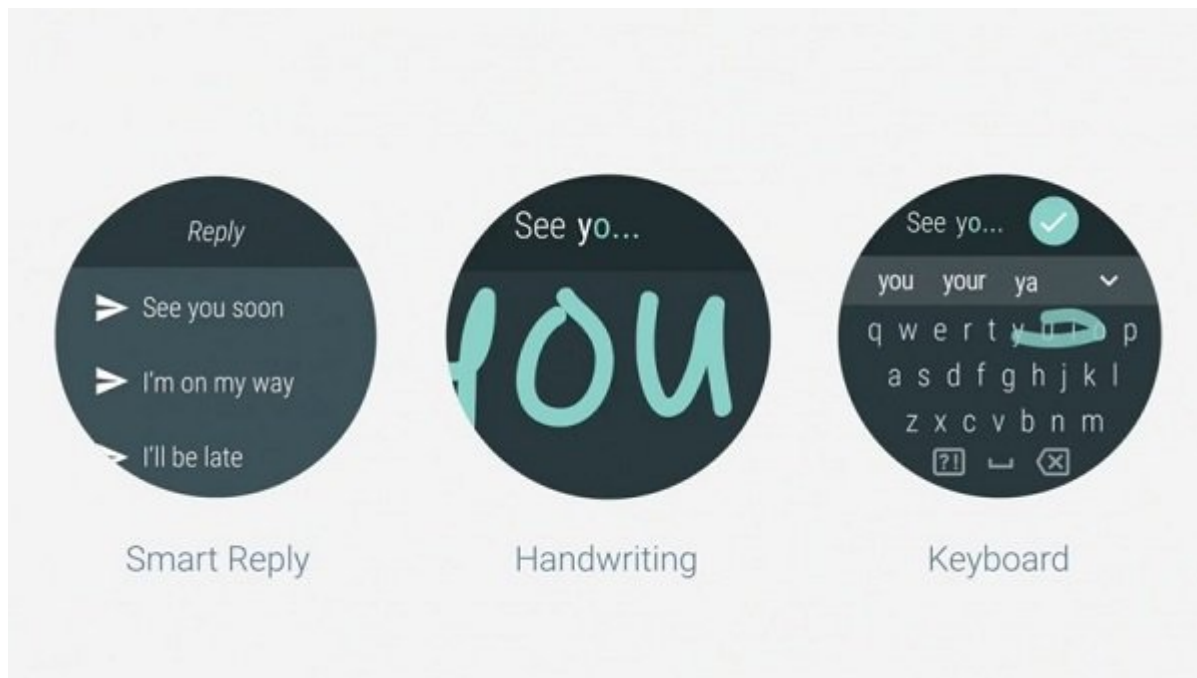 Reply
See you soon
I'm on my way
I'll be late
Smart Reply
See yo...
you
Handwriting
See yo...
you your ya
q w e r t y u i o p
a s d f g h j k l
z x c v b n m
?!
Keyboard